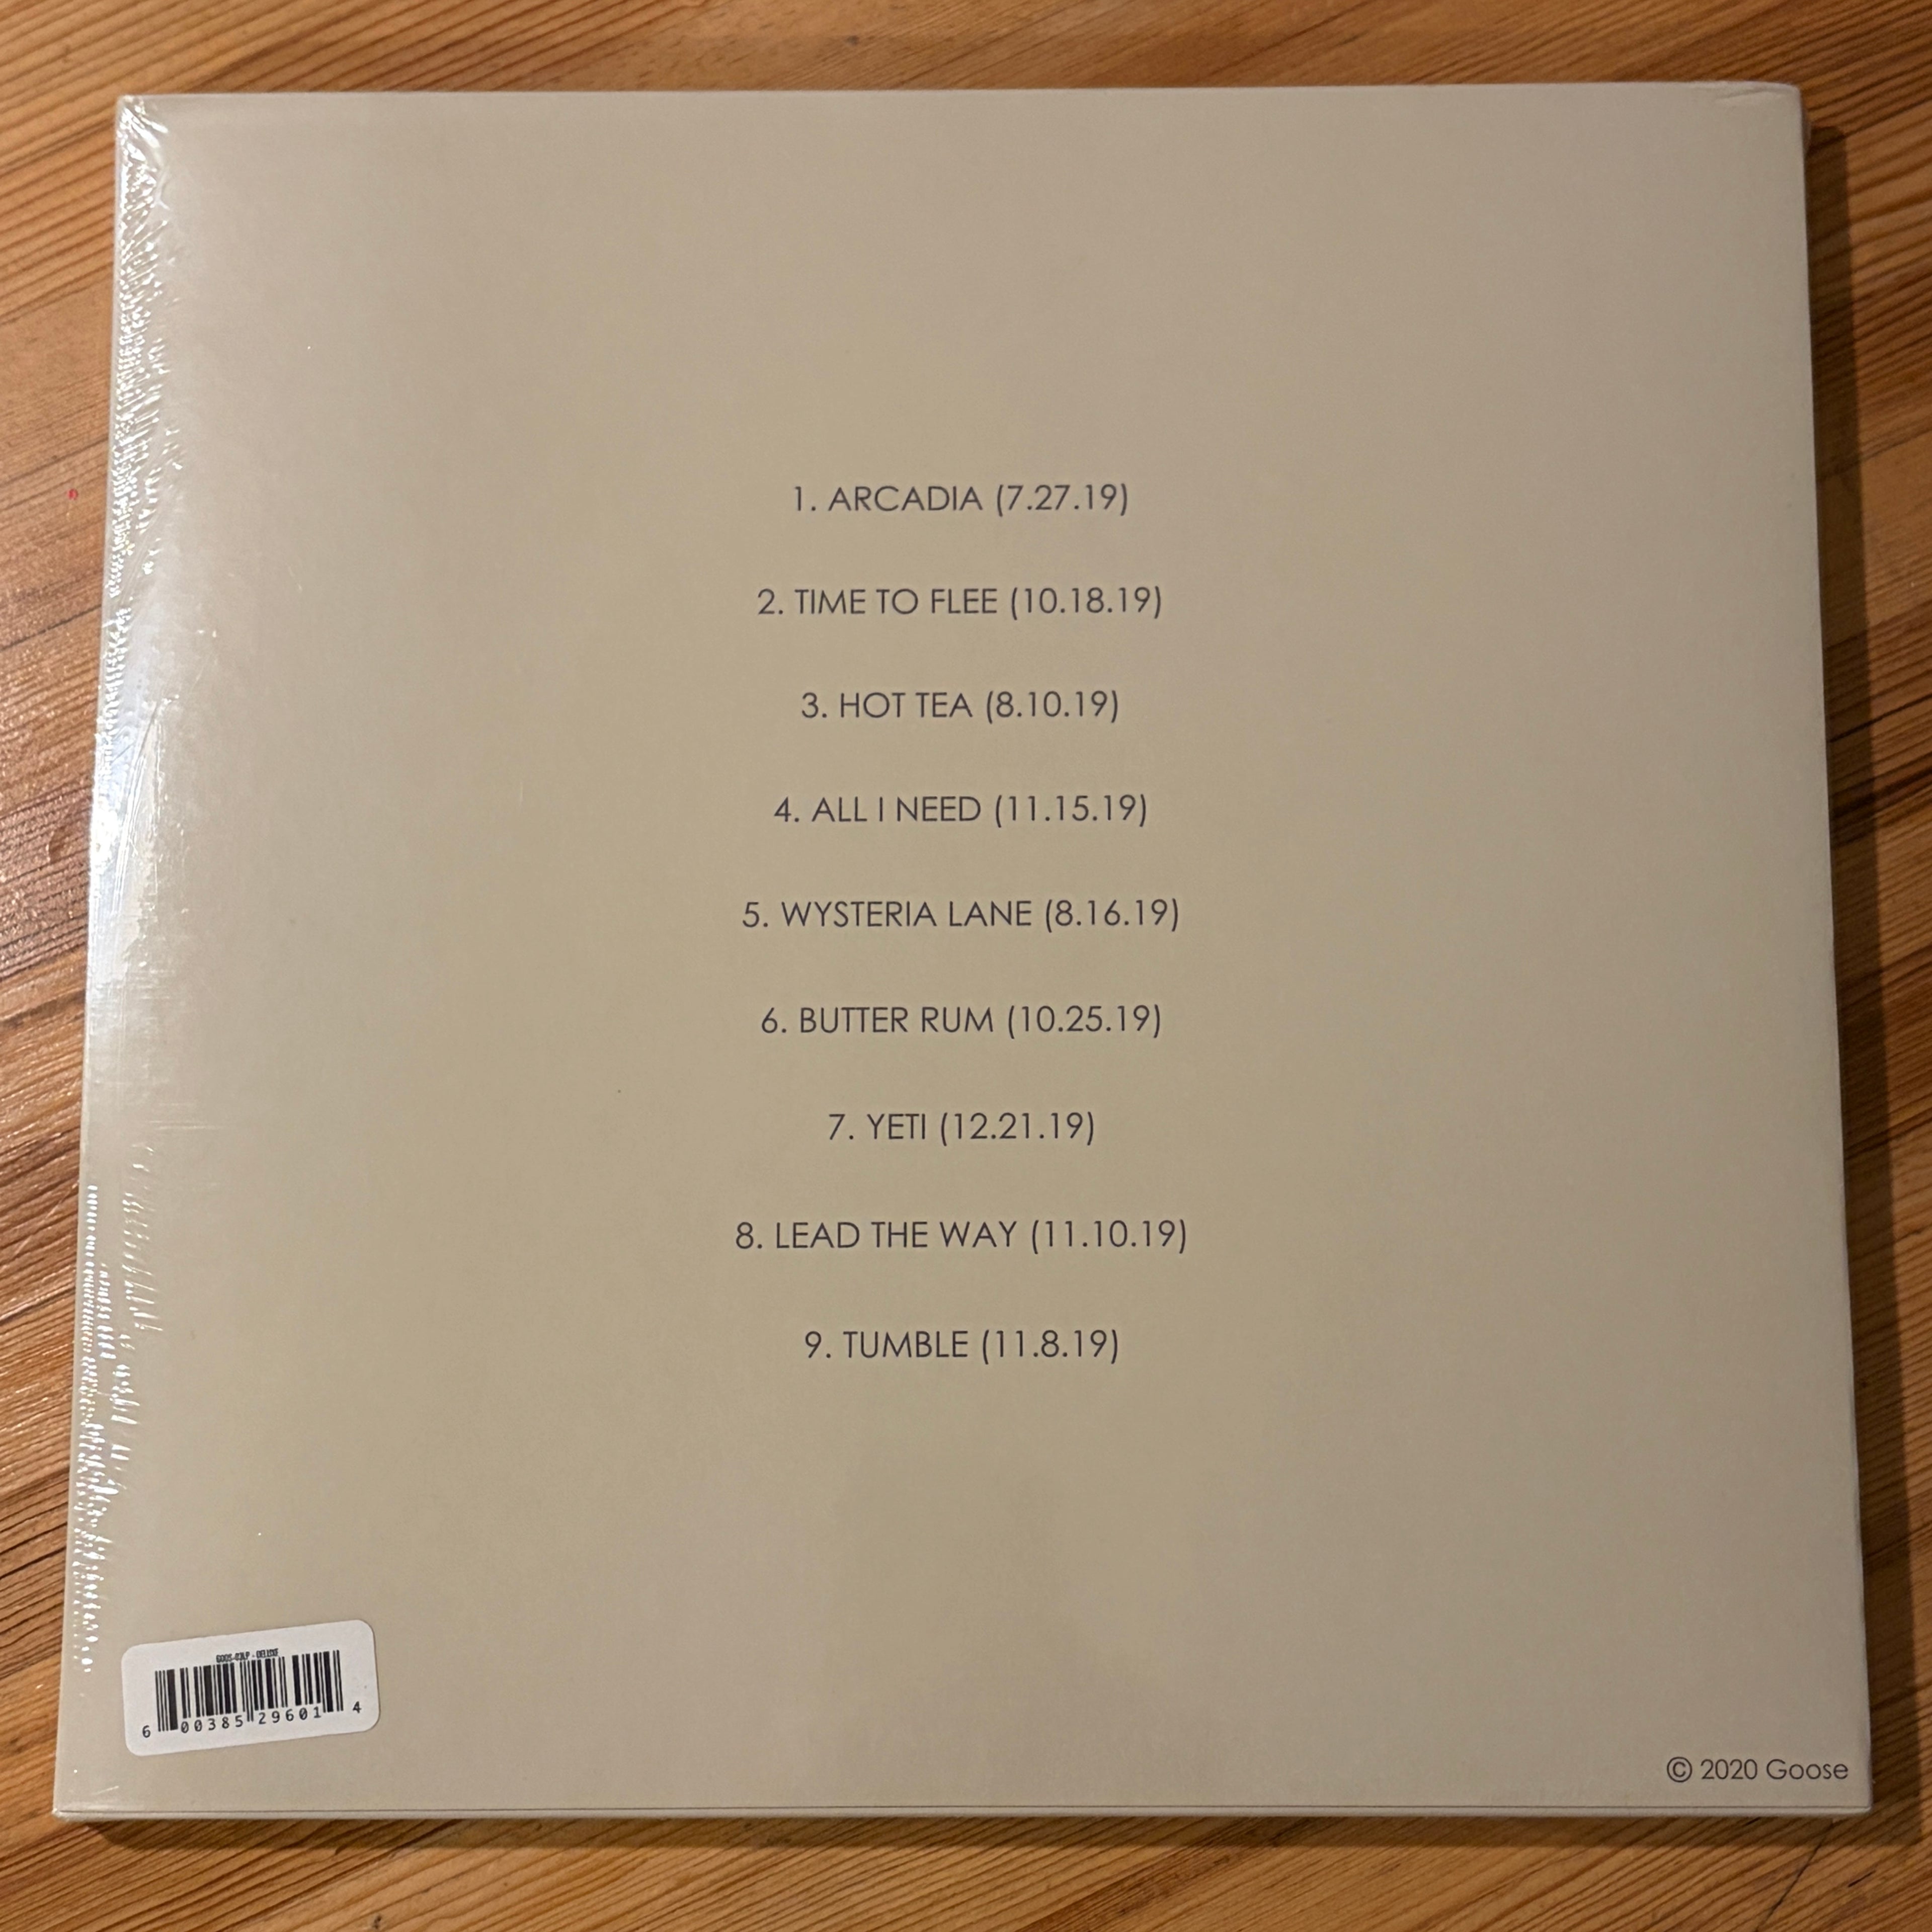 1. ARCADIA (7.27.19)
2. TIME TO FLEE (10.18.19)
3. HOT TEA (8.10.19)
4. ALL I NEED (11.15.19)
5. WYSTERIA LANE (8.16.19)
6. BUTTER RUM (10.25.19)
7. YETI (12.21.19)
8. LEAD THE WAY (11.10.19)
9. TUMBLE (11.8.19)
GOOS-03LP - DELUXE
6 00385 29601 4
© 2020 Goose